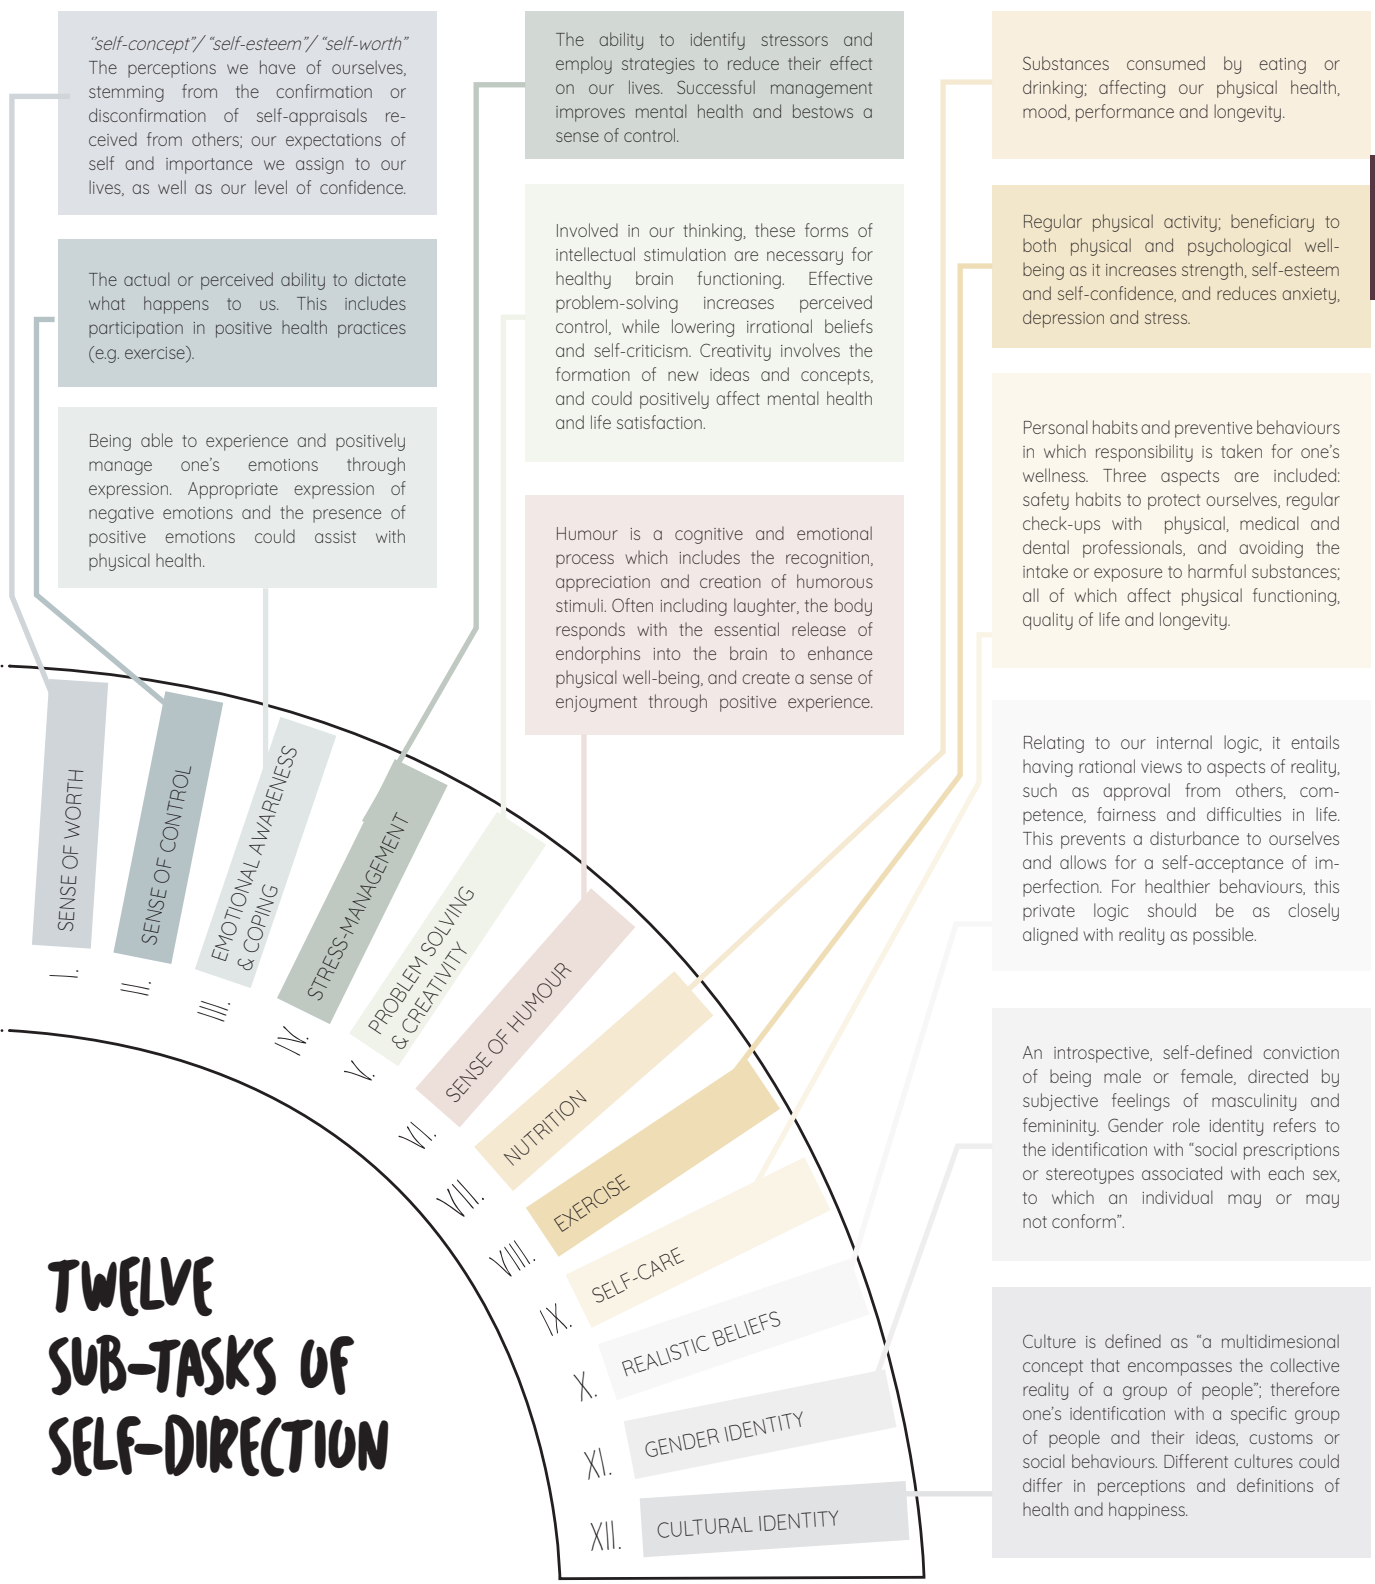 “self-concept”/ “self-esteem”/ “self-worth”
The perceptions we have of ourselves,
stemming from the confirmation or
disconfirmation of self-appraisals re-
ceived from others; our expectations of
self and importance we assign to our
lives, as well as our level of confidence.
The actual or perceived ability to dictate
what happens to us. This includes
participation in positive health practices
(e.g. exercise).
Being able to experience and positively
manage one’s emotions through
expression. Appropriate expression of
negative emotions and the presence of
positive emotions could assist with
physical health.
The ability to identify stressors and
employ strategies to reduce their effect
on our lives. Successful management
improves mental health and bestows a
sense of control.
Involved in our thinking, these forms of
intellectual stimulation are necessary for
healthy brain functioning. Effective
problem-solving increases perceived
control, while lowering irrational beliefs
and self-criticism. Creativity involves the
formation of new ideas and concepts,
and could positively affect mental health
and life satisfaction.
Humour is a cognitive and emotional
process which includes the recognition,
appreciation and creation of humorous
stimuli. Often including laughter, the body
responds with the essential release of
endorphins into the brain to enhance
physical well-being, and create a sense of
enjoyment through positive experience.
Substances consumed by eating or
drinking; affecting our physical health,
mood, performance and longevity.
Regular physical activity; beneficiary to
both physical and psychological well-
being as it increases strength, self-esteem
and self-confidence, and reduces anxiety,
depression and stress.
Personal habits and preventive behaviours
in which responsibility is taken for one’s
wellness. Three aspects are included:
safety habits to protect ourselves, regular
check-ups with physical, medical and
dental professionals, and avoiding the
intake or exposure to harmful substances;
all of which affect physical functioning,
quality of life and longevity.
Relating to our internal logic, it entails
having rational views to aspects of reality,
such as approval from others, com-
petence, fairness and difficulties in life.
This prevents a disturbance to ourselves
and allows for a self-acceptance of im-
perfection. For healthier behaviours, this
private logic should be as closely
aligned with reality as possible.
An introspective, self-defined conviction
of being male or female, directed by
subjective feelings of masculinity and
femininity. Gender role identity refers to
the identification with “social prescriptions
or stereotypes associated with each sex,
to which an individual may or may
not conform”.
Culture is defined as “a multidimesional
concept that encompasses the collective
reality of a group of people”; therefore
one’s identification with a specific group
of people and their ideas, customs or
social behaviours. Different cultures could
differ in perceptions and definitions of
health and happiness.
SENSE OF WORTH
I.
SENSE OF CONTROL
II.
EMOTIONAL AWARENESS
& COPING
III.
STRESS-MANAGEMENT
IV.
PROBLEM SOLVING
& CREATIVITY
V.
SENSE OF HUMOUR
VI.
NUTRITION
VII.
EXERCISE
VIII.
SELF-CARE
IX.
REALISTIC BELIEFS
X.
GENDER IDENTITY
XI.
CULTURAL IDENTITY
XII.
TWELVE
SUB-TASKS OF
SELF-DIRECTION